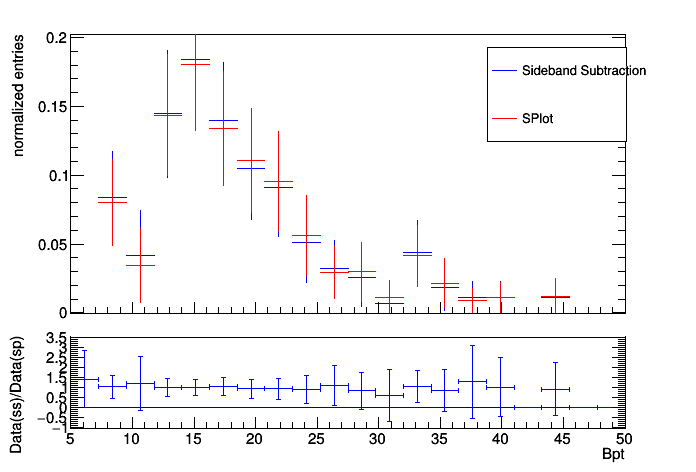 normalized entries
0.2
0.15
0.1
0.05
0
Sideband Subtraction
SPlot
Data(ss)/Data(sp)
3.5
3
2.5
2
1.5
1
0.5
0
−0.5
−1
5 10 15 20 25 30 35 40 45 50
Bpt